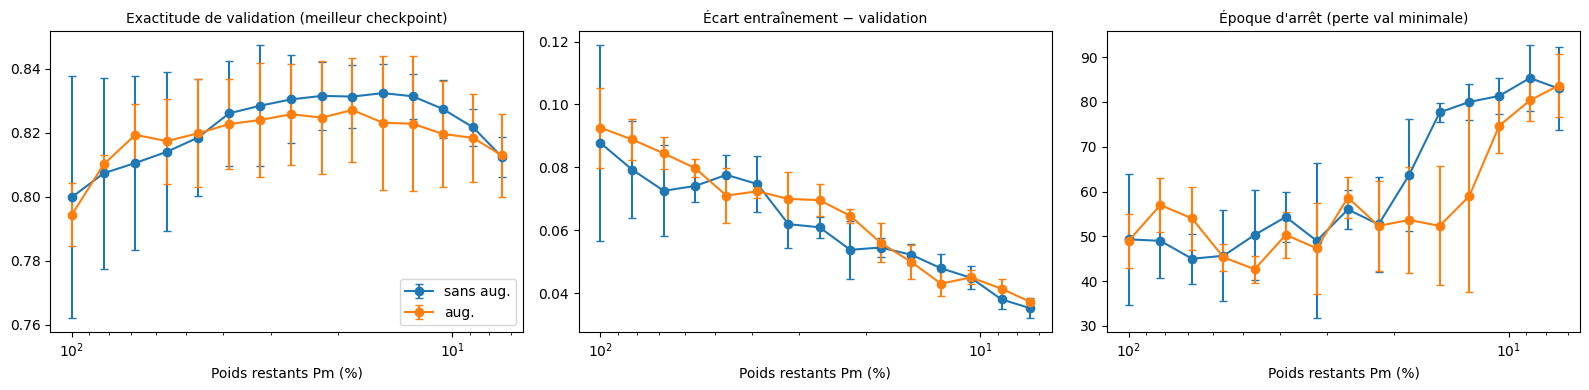 Exactitude de validation (meilleur checkpoint)
0.84
0.82
0.80
0.78
0.76
sans aug.
aug.
10²
10¹
Poids restants Pm (%)
Écart entraînement − validation
0.12
0.10
0.08
0.06
0.04
10²
10¹
Poids restants Pm (%)
Époque d'arrêt (perte val minimale)
90
80
70
60
50
40
30
10²
10¹
Poids restants Pm (%)